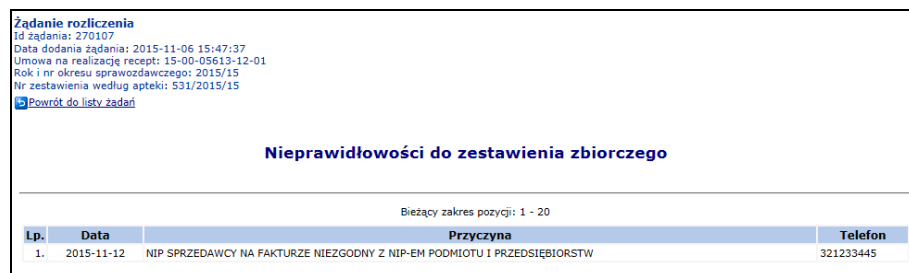 Żądanie rozliczenia
Id żądania: 270107
Data dodania żądania: 2015-11-06 15:47:37
Umowa na realizację recept: 15-00-05613-12-01
Rok i nr okresu sprawozdawczego: 2015/15
Nr zestawienia według apteki: 531/2015/15
Powrót do listy żądań
Nieprawidłowości do zestawienia zbiorczego
Bieżący zakres pozycji: 1 - 20
Lp. Data Przyczyna Telefon
1. 2015-11-12 NIP SPRZEDAWCY NA FAKTURZE NIEZGODNY Z NIP-EM PODMIOTU I PRZEDSIĘBIORSTW 321233445